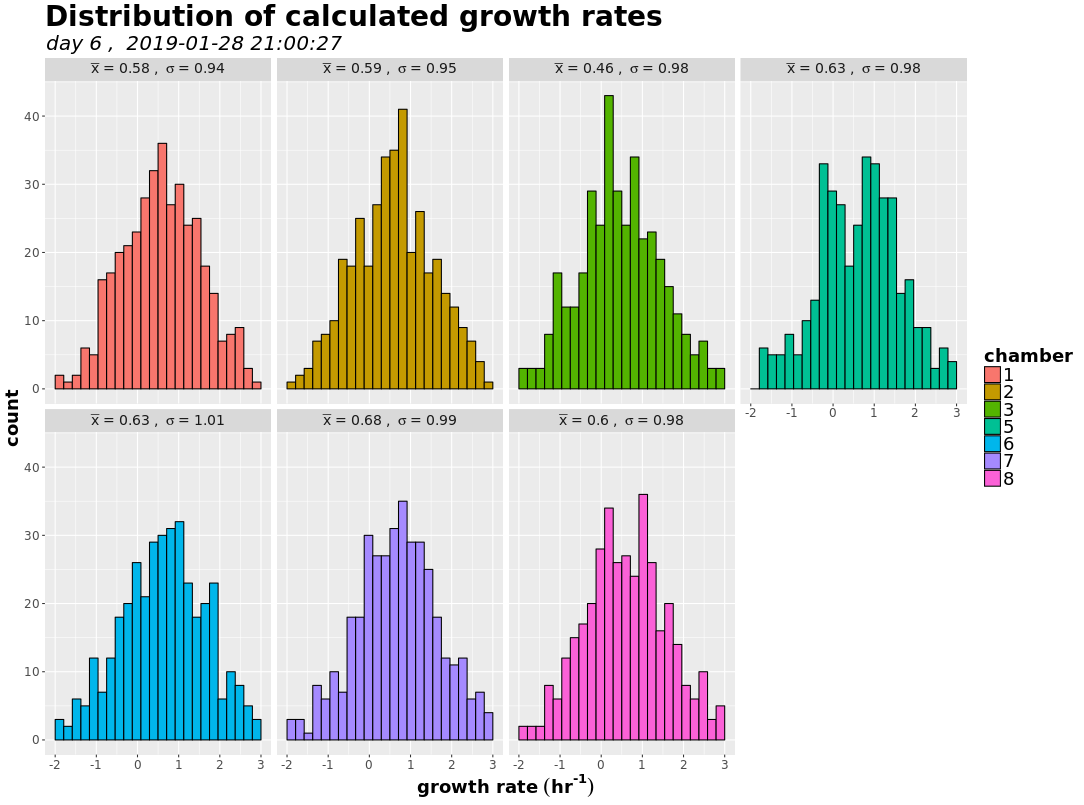 Distribution of calculated growth rates
day 6 ,  2019-01-28 21:00:27
x̅ = 0.58 ,  σ = 0.94
x̅ = 0.59 ,  σ = 0.95
x̅ = 0.46 ,  σ = 0.98
x̅ = 0.63 ,  σ = 0.98
40
30
20
10
0
-2 -1 0 1 2 3
chamber
1
2
3
5
6
7
8
count
x̅ = 0.63 ,  σ = 1.01
x̅ = 0.68 ,  σ = 0.99
x̅ = 0.6 ,  σ = 0.98
40
30
20
10
0
-2 -1 0 1 2 3
-2 -1 0 1 2 3
-2 -1 0 1 2 3
growth rate (hr⁻¹)